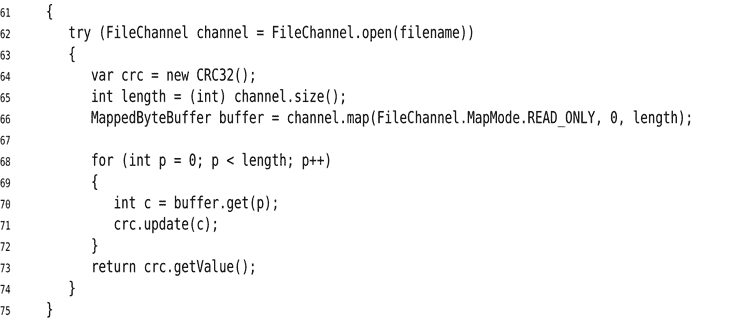 61      {
62         try (FileChannel channel = FileChannel.open(filename))
63         {
64            var crc = new CRC32();
65            int length = (int) channel.size();
66            MappedByteBuffer buffer = channel.map(FileChannel.MapMode.READ_ONLY, 0, length);
67
68            for (int p = 0; p < length; p++)
69            {
70               int c = buffer.get(p);
71               crc.update(c);
72            }
73            return crc.getValue();
74         }
75      }